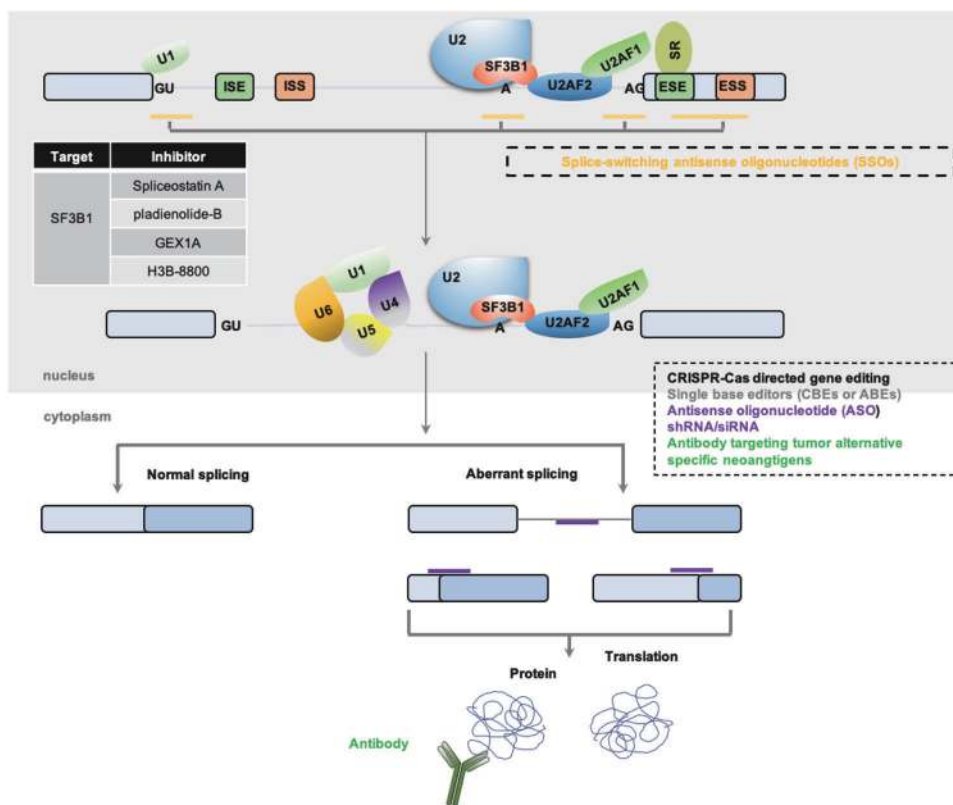 U1
GU
ISE
ISS
U2
SF3B1
A
U2AF2
U2AF1
AG
SR
ESE
ESS
Target Inhibitor
SF3B1
Spliceostatin A
pladienolide-B
GEX1A
H3B-8800
I Splice-switching antisense oligonucleotides (SSOs)
GU
U1
U6
U4
U5
U2
SF3B1
A
U2AF2
U2AF1
AG
nucleus
cytoplasm
CRISPR-Cas directed gene editing
Single base editors (CBEs or ABEs)
Antisense oligonucleotide (ASO)
shRNA/siRNA
Antibody targeting tumor alternative
specific neoangtigens
Normal splicing
Aberrant splicing
Translation
Protein
Antibody